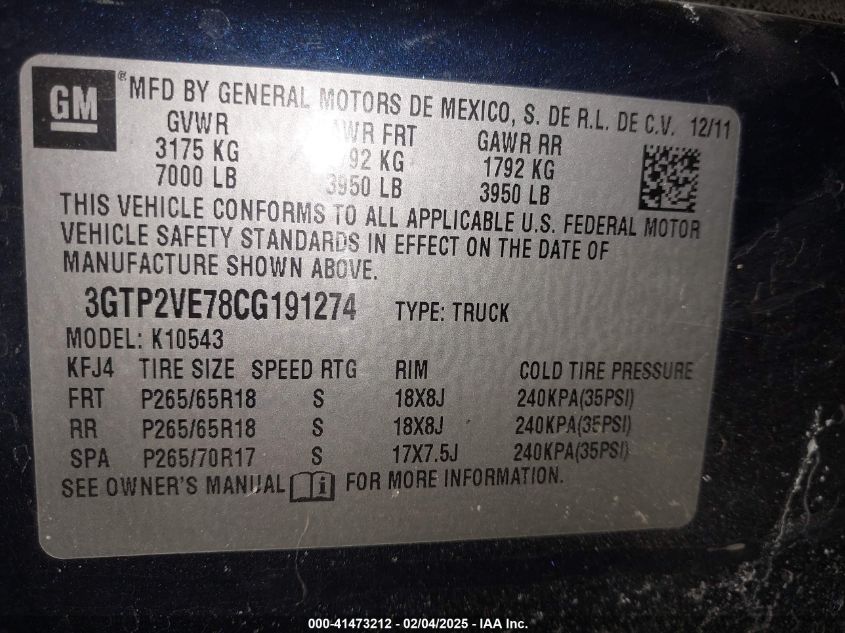 GM ® MFD BY GENERAL MOTORS DE MEXICO, S. DE R.L. DE C.V. 12/11
GVWR WR FRT GAWR RR
3175 KG 92 KG 1792 KG
7000 LB 3950 LB 3950 LB
THIS VEHICLE CONFORMS TO ALL APPLICABLE U.S. FEDERAL MOTOR
VEHICLE SAFETY STANDARDS IN EFFECT ON THE DATE OF
MANUFACTURE SHOWN ABOVE.
3GTP2VE78CG191274 TYPE: TRUCK
MODEL: K10543
KFJ4 TIRE SIZE SPEED RTG RIM COLD TIRE PRESSURE
FRT P265/65R18 S 18X8J 240KPA(35PSI)
RR P265/65R18 S 18X8J 240KPA(35PSI)
SPA P265/70R17 S 17X7.5J 240KPA(35PSI)
SEE OWNER'S MANUAL i FOR MORE INFORMATION.
000-41473212 - 02/04/2025 - IAA Inc.